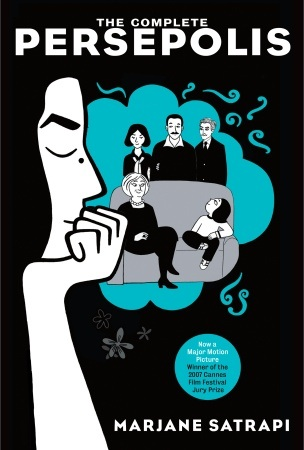 THE COMPLETE
PERSEPOLIS
Now a
Major Motion
Picture
Winner of the
2007 Cannes
Film Festival
Jury Prize
MARJANE SATRAPI